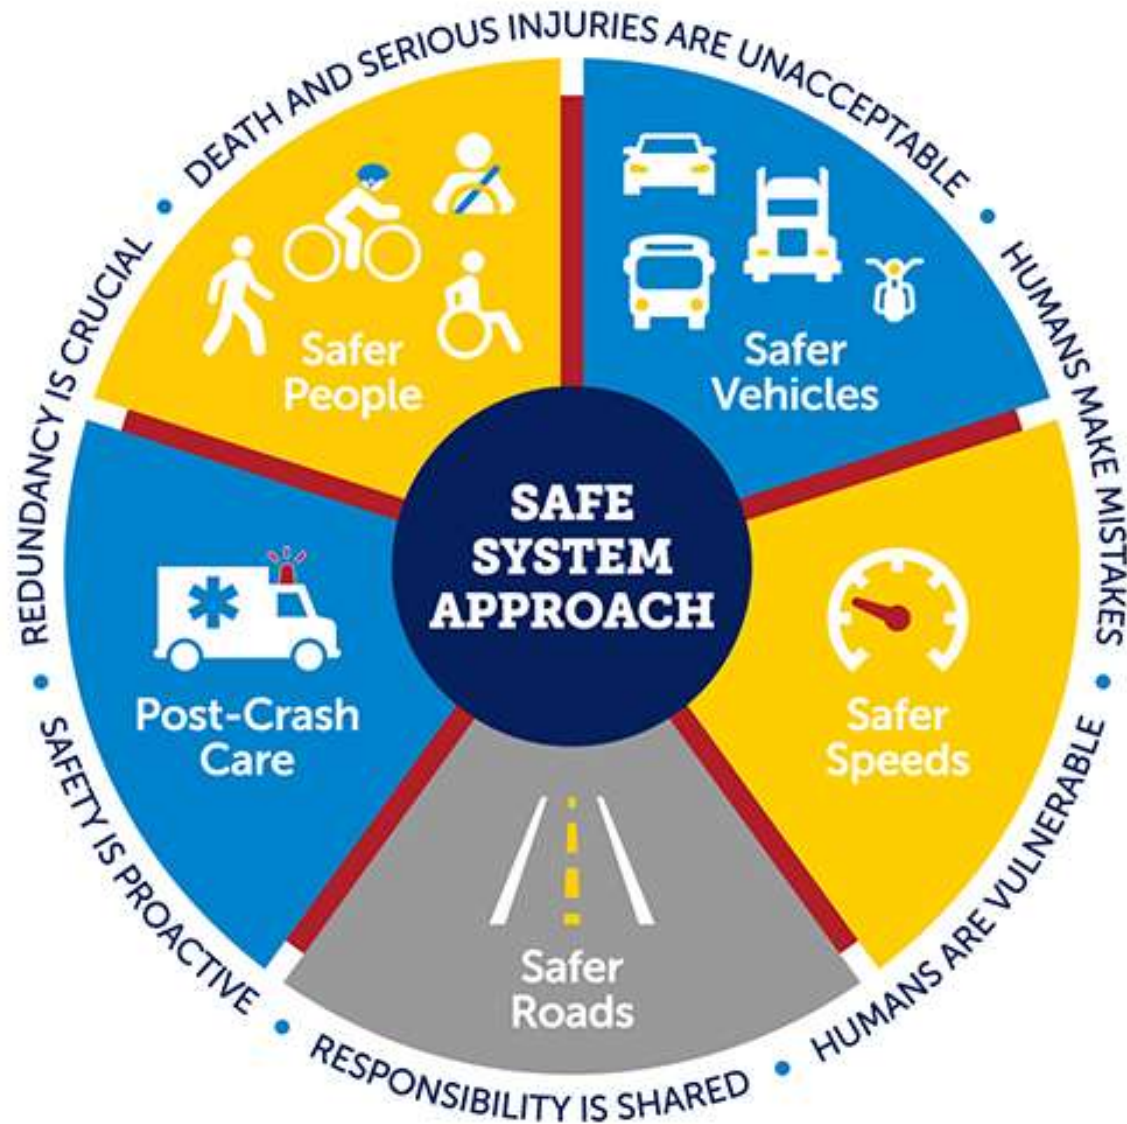 DEATH AND SERIOUS INJURIES ARE UNACCEPTABLE
HUMANS MAKE MISTAKES
HUMANS ARE VULNERABLE
RESPONSIBILITY IS SHARED
SAFETY IS PROACTIVE
REDUNDANCY IS CRUCIAL
Safer
People
Safer
Vehicles
SAFE
SYSTEM
APPROACH
Post-Crash
Care
Safer
Speeds
Safer
Roads